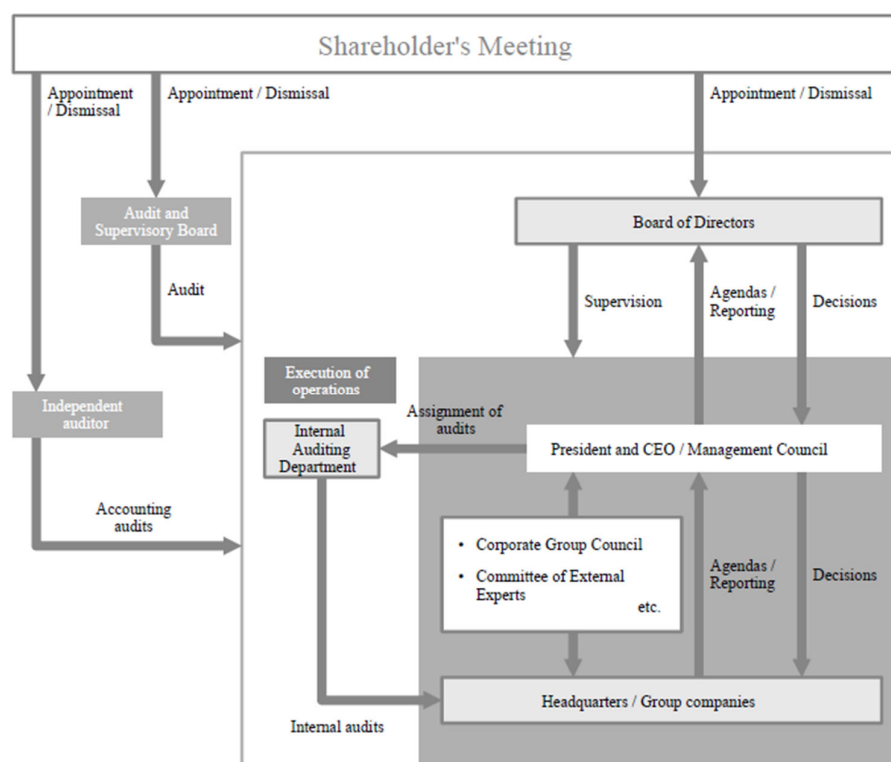 Shareholder's Meeting
Appointment
/ Dismissal
Appointment / Dismissal
Appointment / Dismissal
Audit and
Supervisory Board
Board of Directors
Audit
Supervision
Agendas /
Reporting
Decisions
Execution of
operations
Independent
auditor
Assignment of
audits
Internal
Auditing
Department
President and CEO / Management Council
Accounting
audits
• Corporate Group Council
• Committee of External
Experts
etc.
Agendas /
Reporting
Decisions
Headquarters / Group companies
Internal audits